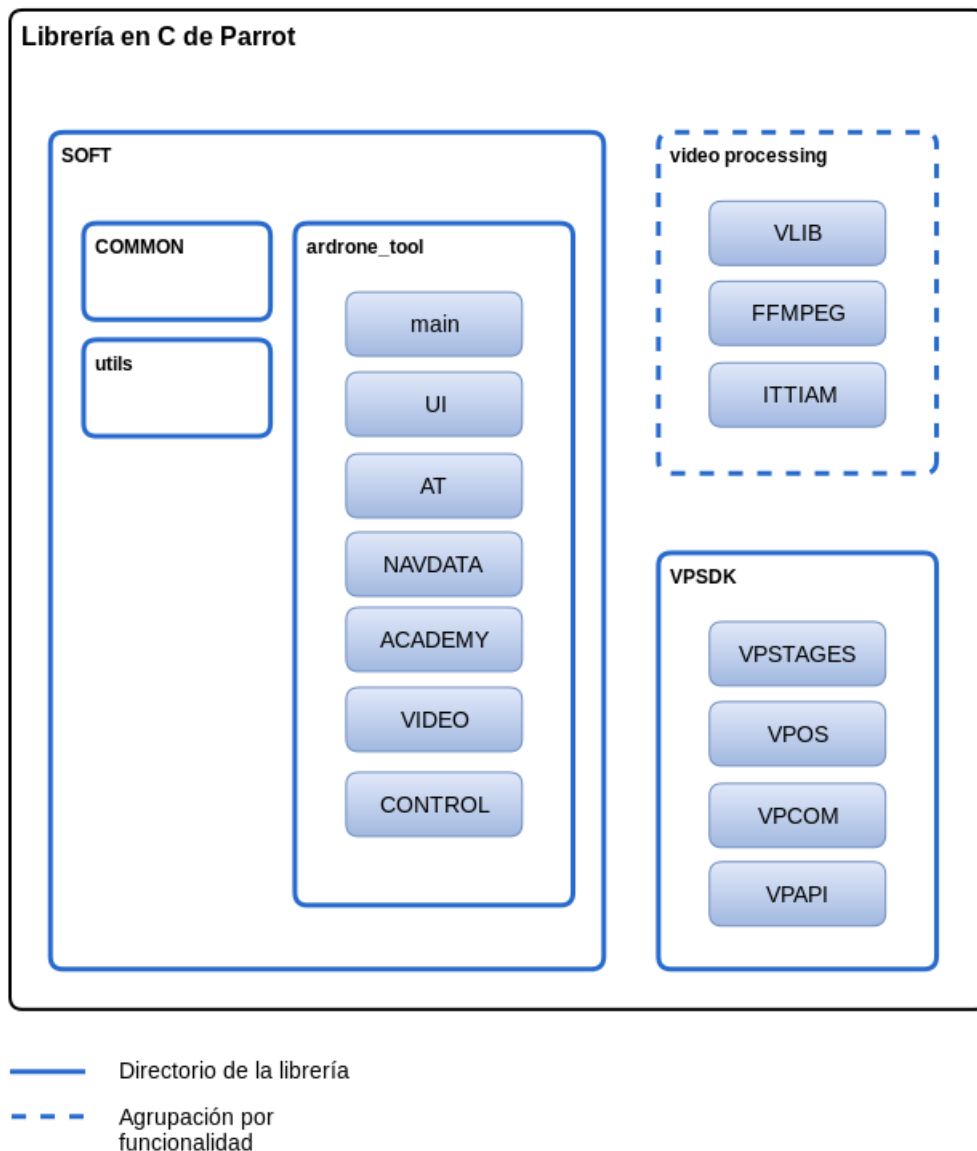 Librería en C de Parrot
SOFT
COMMON
utils
ardrone_tool
main
UI
AT
NAVDATA
ACADEMY
VIDEO
CONTROL
video processing
VLIB
FFMPEG
ITTIAM
VPSDK
VPSTAGES
VPOS
VPCOM
VPAPI
Directorio de la librería
Agrupación por
funcionalidad